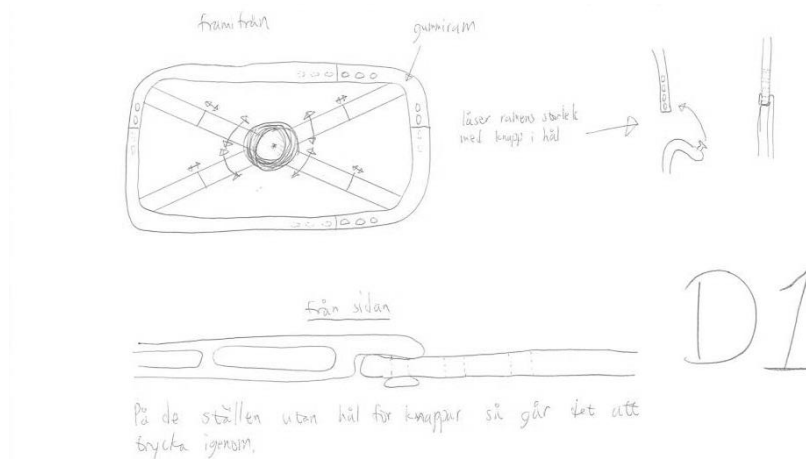 framifrån
gummiram
låser ramens storlek
med knapp i hål
från sidan
D1
På de ställen utan hål för knappar så går det att
trycka igenom.